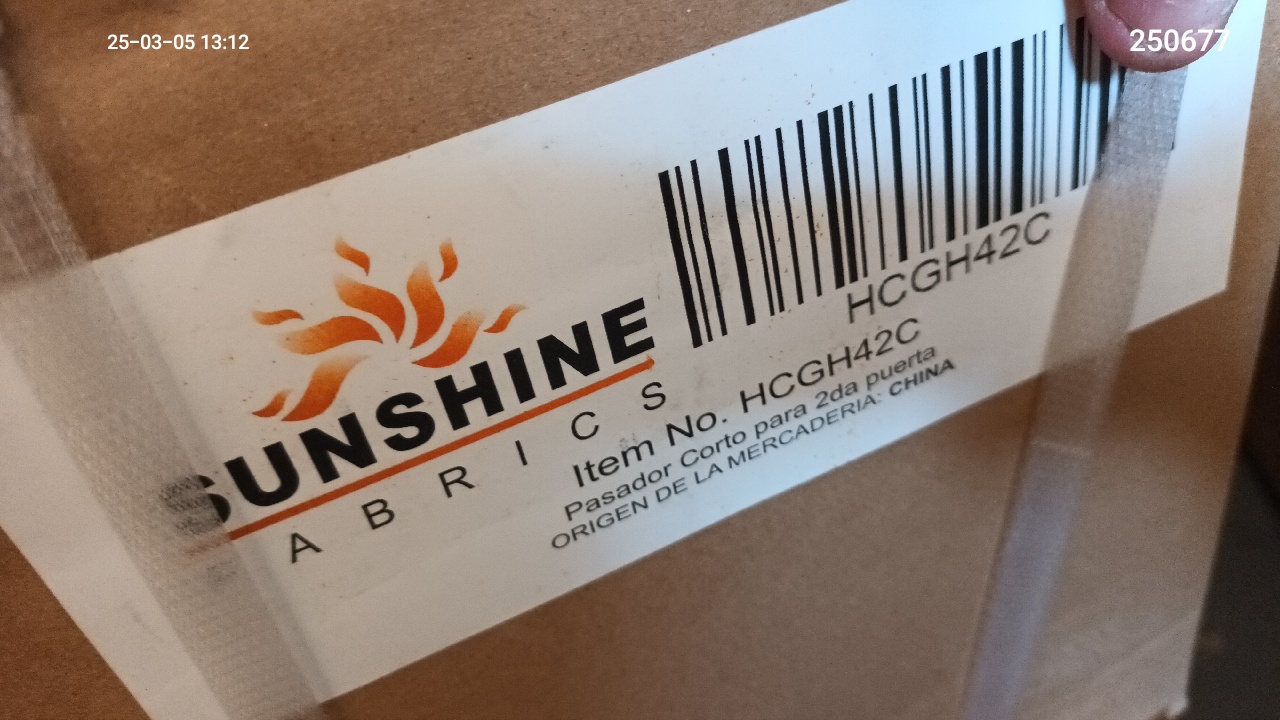 25-03-05 13:12
250677
HCGH42C
SUNSHINE
ABRICS
Item No. HCGH42C
Pasador Corto para 2da puerta
ORIGEN DE LA MERCADERIA: CHINA